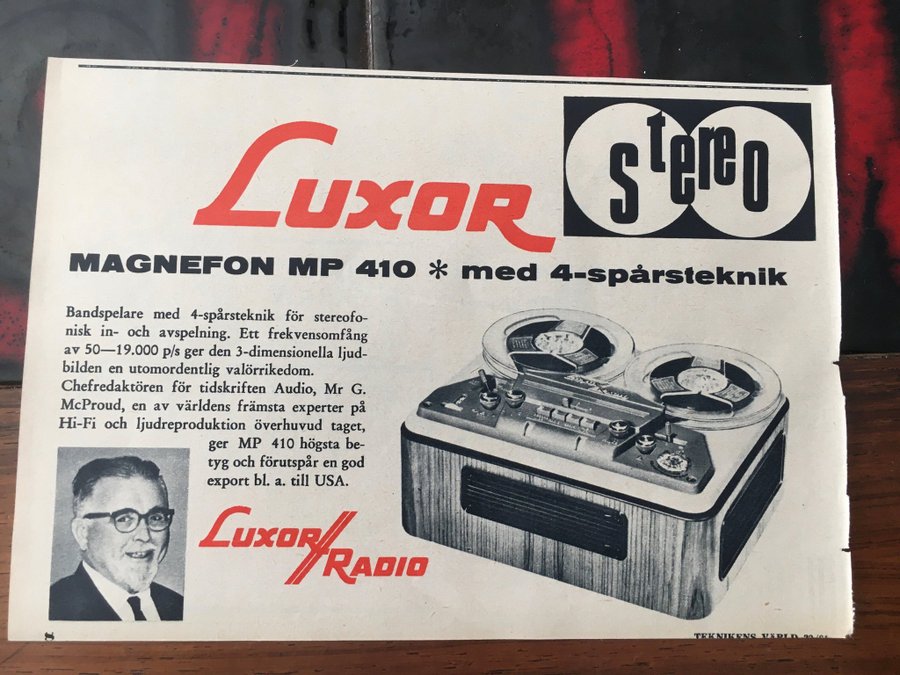 Luxor
Stereo
MAGNEFON MP 410 * med 4-spårsteknik
Bandspelare med 4-spårsteknik för stereofo-
nisk in- och avspelning. Ett frekvensomfång
av 50—19.000 p/s ger den 3-dimensionella ljud-
bilden en utomordentlig valörrikedom.
Chefredaktören för tidskriften Audio, Mr G.
McProud, en av världens främsta experter på
Hi-Fi och ljudreproduktion överhuvud taget,
ger MP 410 högsta be-
tyg och förutspår en god
export bl. a. till USA.
Luxor Radio
TEKNIKENS VÄRLD